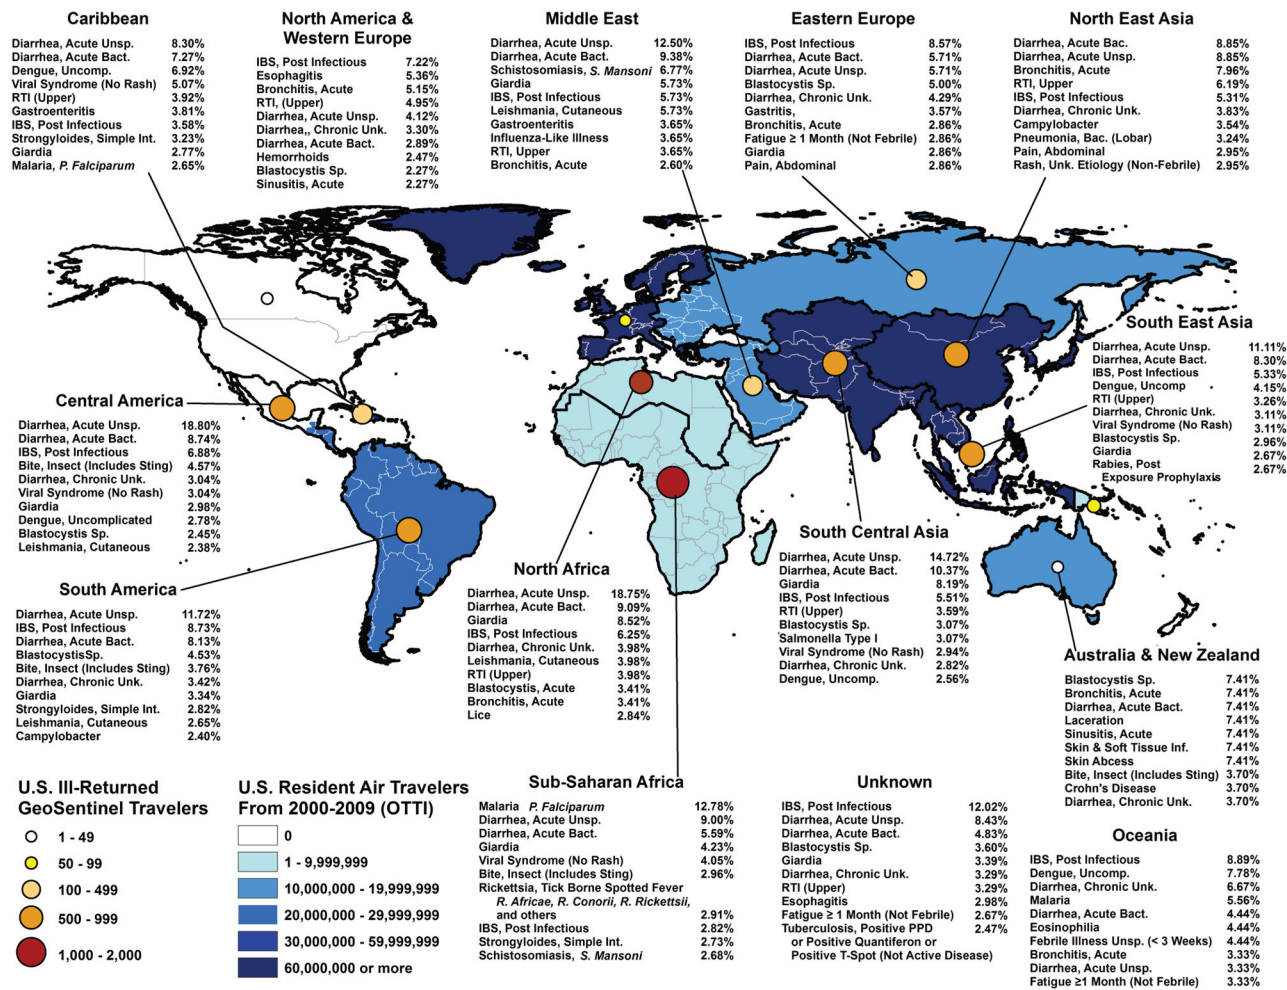 Caribbean
Diarrhea, Acute Unsp. 8.30%
Diarrhea, Acute Bact. 7.27%
Dengue, Uncomp. 6.92%
Viral Syndrome (No Rash) 5.07%
RTI (Upper) 3.92%
Gastroenteritis 3.81%
IBS, Post Infectious 3.58%
Strongyloides, Simple Int. 3.23%
Giardia 2.77%
Malaria, P. Falciparum 2.65%
North America &
Western Europe
IBS, Post Infectious 7.22%
Esophagitis 5.36%
Bronchitis, Acute 5.15%
RTI, (Upper) 4.95%
Diarrhea, Acute Unsp. 4.12%
Diarrhea,, Chronic Unk. 3.30%
Diarrhea, Acute Bact. 2.89%
Hemorrhoids 2.47%
Blastocystis Sp. 2.27%
Sinusitis, Acute 2.27%
Middle East
Diarrhea, Acute Unsp. 12.50%
Diarrhea, Acute Bact. 9.38%
Schistosomiasis, S. Mansoni 6.77%
Giardia 5.73%
IBS, Post Infectious 5.73%
Leishmania, Cutaneous 5.73%
Gastroenteritis 3.65%
Influenza-Like Illness 3.65%
RTI, Upper 3.65%
Bronchitis, Acute 2.60%
Eastern Europe
IBS, Post Infectious 8.57%
Diarrhea, Acute Bact. 5.71%
Diarrhea, Acute Unsp. 5.71%
Blastocystis Sp. 5.00%
Diarrhea, Chronic Unk. 4.29%
Gastritis, 3.57%
Bronchitis, Acute 2.86%
Fatigue ≥ 1 Month (Not Febrile) 2.86%
Giardia 2.86%
Pain, Abdominal 2.86%
North East Asia
Diarrhea, Acute Bac. 8.85%
Diarrhea, Acute Unsp. 8.85%
Bronchitis, Acute 7.96%
RTI, Upper 6.19%
IBS, Post Infectious 5.31%
Diarrhea, Chronic Unk. 3.83%
Campylobacter 3.54%
Pneumonia, Bac. (Lobar) 3.24%
Pain, Abdominal 2.95%
Rash, Unk. Etiology (Non-Febrile) 2.95%
South East Asia
Diarrhea, Acute Unsp. 11.11%
Diarrhea, Acute Bact. 8.30%
IBS, Post Infectious 5.33%
Dengue, Uncomp 4.15%
RTI (Upper) 3.26%
Diarrhea, Chronic Unk. 3.11%
Viral Syndrome (No Rash) 3.11%
Blastocystis Sp. 2.96%
Giardia 2.67%
Rabies, Post 2.67%
Exposure Prophylaxis
Central America
Diarrhea, Acute Unsp. 18.80%
Diarrhea, Acute Bact. 8.74%
IBS, Post Infectious 6.88%
Bite, Insect (Includes Sting) 4.57%
Diarrhea, Chronic Unk. 3.04%
Viral Syndrome (No Rash) 3.04%
Giardia 2.98%
Dengue, Uncomplicated 2.78%
Blastocystis Sp. 2.45%
Leishmania, Cutaneous 2.38%
South America
Diarrhea, Acute Unsp. 11.72%
IBS, Post Infectious 8.73%
Diarrhea, Acute Bact. 8.13%
BlastocystisSp. 4.53%
Bite, Insect (Includes Sting) 3.76%
Diarrhea, Chronic Unk. 3.42%
Giardia 3.34%
Strongyloides, Simple Int. 2.82%
Leishmania, Cutaneous 2.65%
Campylobacter 2.40%
North Africa
Diarrhea, Acute Unsp. 18.75%
Diarrhea, Acute Bact. 9.09%
Giardia 8.52%
IBS, Post Infectious 6.25%
Diarrhea, Chronic Unk. 3.98%
Leishmania, Cutaneous 3.98%
RTI (Upper) 3.98%
Blastocystis, Acute 3.41%
Bronchitis, Acute 3.41%
Lice 2.84%
South Central Asia
Diarrhea, Acute Unsp. 14.72%
Diarrhea, Acute Bact. 10.37%
Giardia 8.19%
IBS, Post Infectious 5.51%
RTI (Upper) 3.59%
Blastocystis Sp. 3.07%
Salmonella Type I 3.07%
Viral Syndrome (No Rash) 2.94%
Diarrhea, Chronic Unk. 2.82%
Dengue, Uncomp. 2.56%
Australia & New Zealand
Blastocystis Sp. 7.41%
Bronchitis, Acute 7.41%
Diarrhea, Acute Bact. 7.41%
Laceration 7.41%
Sinusitis, Acute 7.41%
Skin & Soft Tissue Inf. 7.41%
Skin Abcess 7.41%
Bite, Insect (Includes Sting) 3.70%
Crohn's Disease 3.70%
Diarrhea, Chronic Unk. 3.70%
U.S. Ill-Returned
GeoSentinel Travelers
1 - 49
50 - 99
100 - 499
500 - 999
1,000 - 2,000
U.S. Resident Air Travelers
From 2000-2009 (OTTI)
0
1 - 9,999,999
10,000,000 - 19,999,999
20,000,000 - 29,999,999
30,000,000 - 59,999,999
60,000,000 or more
Sub-Saharan Africa
Malaria P. Falciparum 12.78%
Diarrhea, Acute Unsp. 9.00%
Diarrhea, Acute Bact. 5.59%
Giardia 4.23%
Viral Syndrome (No Rash) 4.05%
Bite, Insect (Includes Sting) 2.96%
Rickettsia, Tick Borne Spotted Fever
R. Africae, R. Conorii, R. Rickettsii,
and others 2.91%
IBS, Post Infectious 2.82%
Strongyloides, Simple Int. 2.73%
Schistosomiasis, S. Mansoni 2.68%
Unknown
IBS, Post Infectious 12.02%
Diarrhea, Acute Unsp. 8.43%
Diarrhea, Acute Bact. 4.83%
Blastocystis Sp. 3.60%
Giardia 3.39%
Diarrhea, Chronic Unk. 3.29%
RTI (Upper) 3.29%
Esophagitis 2.98%
Fatigue ≥ 1 Month (Not Febrile) 2.67%
Tuberculosis, Positive PPD 2.47%
or Positive Quantiferon or
Positive T-Spot (Not Active Disease)
Oceania
IBS, Post Infectious 8.89%
Dengue, Uncomp. 7.78%
Diarrhea, Chronic Unk. 6.67%
Malaria 5.56%
Diarrhea, Acute Bact. 4.44%
Eosinophilia 4.44%
Febrile Illness Unsp. (< 3 Weeks) 4.44%
Bronchitis, Acute 3.33%
Diarrhea, Acute Unsp. 3.33%
Fatigue ≥1 Month (Not Febrile) 3.33%